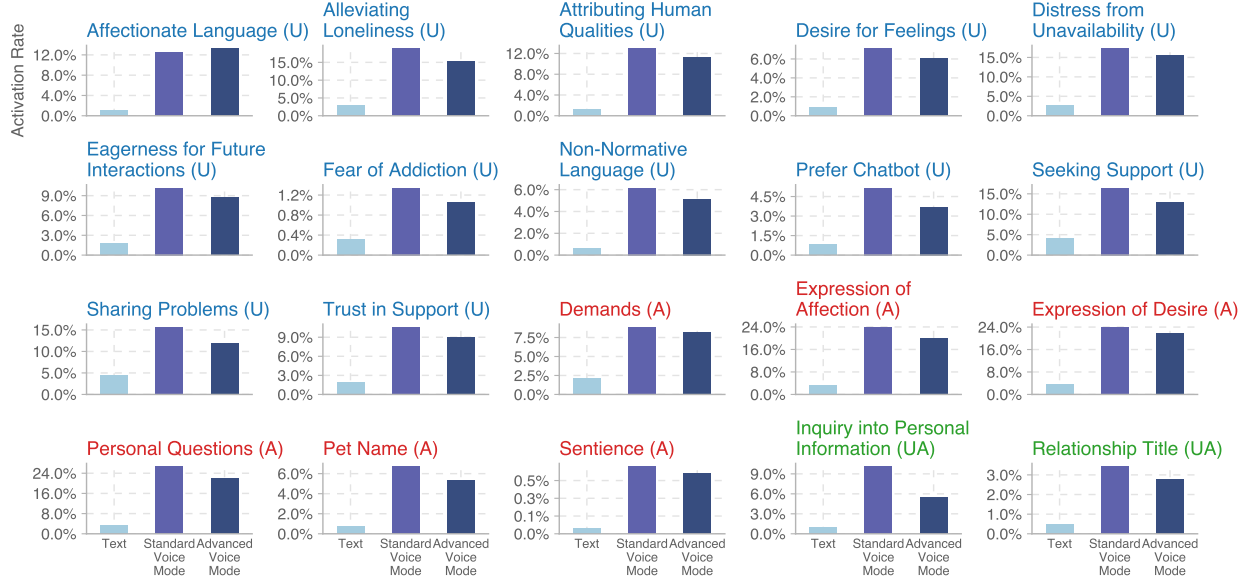 Activation Rate
Affectionate Language (U)
12.0%
8.0%
4.0%
0.0%
Alleviating
Loneliness (U)
15.0%
10.0%
5.0%
0.0%
Attributing Human
Qualities (U)
12.0%
8.0%
4.0%
0.0%
Desire for Feelings (U)
6.0%
4.0%
2.0%
0.0%
Distress from
Unavailability (U)
15.0%
10.0%
5.0%
0.0%
Eagerness for Future
Interactions (U)
9.0%
6.0%
3.0%
0.0%
Fear of Addiction (U)
1.2%
0.8%
0.4%
0.0%
Non-Normative
Language (U)
6.0%
4.0%
2.0%
0.0%
Prefer Chatbot (U)
4.5%
3.0%
1.5%
0.0%
Seeking Support (U)
15.0%
10.0%
5.0%
0.0%
Sharing Problems (U)
15.0%
10.0%
5.0%
0.0%
Trust in Support (U)
9.0%
6.0%
3.0%
0.0%
Demands (A)
7.5%
5.0%
2.5%
0.0%
Expression of
Affection (A)
24.0%
16.0%
8.0%
0.0%
Expression of Desire (A)
24.0%
16.0%
8.0%
0.0%
Personal Questions (A)
24.0%
16.0%
8.0%
0.0%
Text
Standard
Voice
Mode
Advanced
Voice
Mode
Pet Name (A)
6.0%
4.0%
2.0%
0.0%
Text
Standard
Voice
Mode
Advanced
Voice
Mode
Sentience (A)
0.5%
0.3%
0.1%
0.0%
Text
Standard
Voice
Mode
Advanced
Voice
Mode
Inquiry into Personal
Information (UA)
9.0%
6.0%
3.0%
0.0%
Text
Standard
Voice
Mode
Advanced
Voice
Mode
Relationship Title (UA)
3.0%
2.0%
1.0%
0.0%
Text
Standard
Voice
Mode
Advanced
Voice
Mode